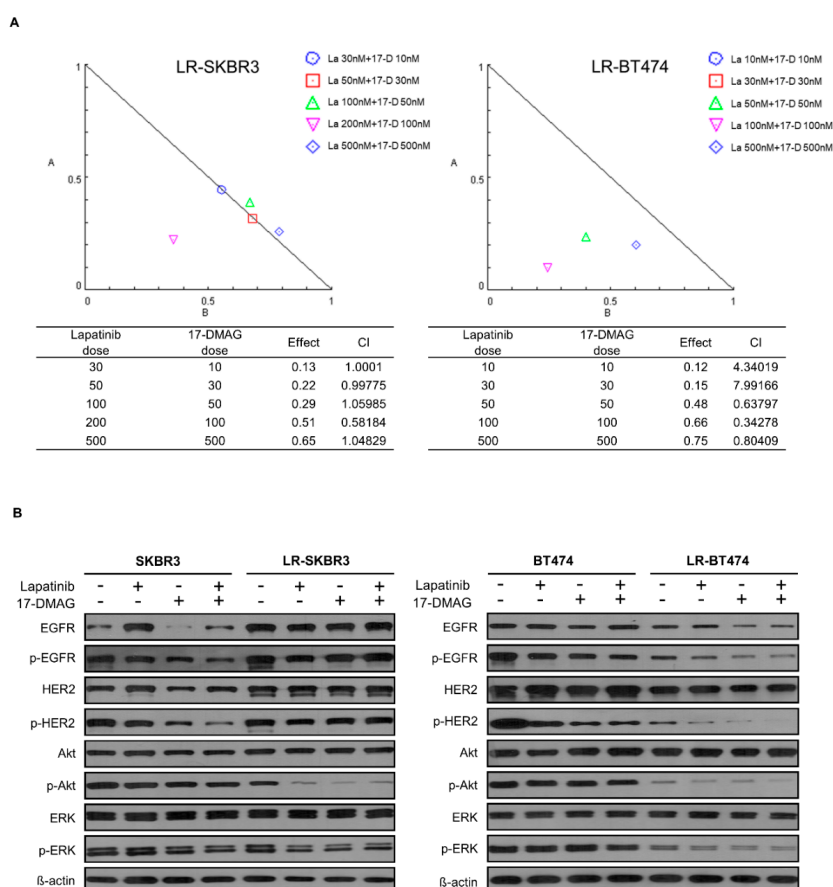 A
LR-SKBR3
La 30nM+17-D 10nM
La 50nM+17-D 30nM
La 100nM+17-D 50nM
La 200nM+17-D 100nM
La 500nM+17-D 500nM
1
A
0.5
0
0 0.5 1
B
LR-BT474
La 10nM+17-D 10nM
La 30nM+17-D 30nM
La 50nM+17-D 50nM
La 100nM+17-D 100nM
La 500nM+17-D 500nM
1
A
0.5
0
0 0.5 1
B
Lapatinib dose 17-DMAG dose Effect CI
30 10 0.13 1.0001
50 30 0.22 0.99775
100 50 0.29 1.05985
200 100 0.51 0.58184
500 500 0.65 1.04829
Lapatinib dose 17-DMAG dose Effect CI
10 10 0.12 4.34019
30 30 0.15 7.99166
50 50 0.48 0.63797
100 100 0.66 0.34278
500 500 0.75 0.80409
B
SKBR3 LR-SKBR3
Lapatinib - + - + - + - +
17-DMAG - - + + - - + +
EGFR
p-EGFR
HER2
p-HER2
Akt
p-Akt
ERK
p-ERK
ß-actin
BT474 LR-BT474
Lapatinib - + - + - + - +
17-DMAG - - + + - - + +
EGFR
p-EGFR
HER2
p-HER2
Akt
p-Akt
ERK
p-ERK
ß-actin